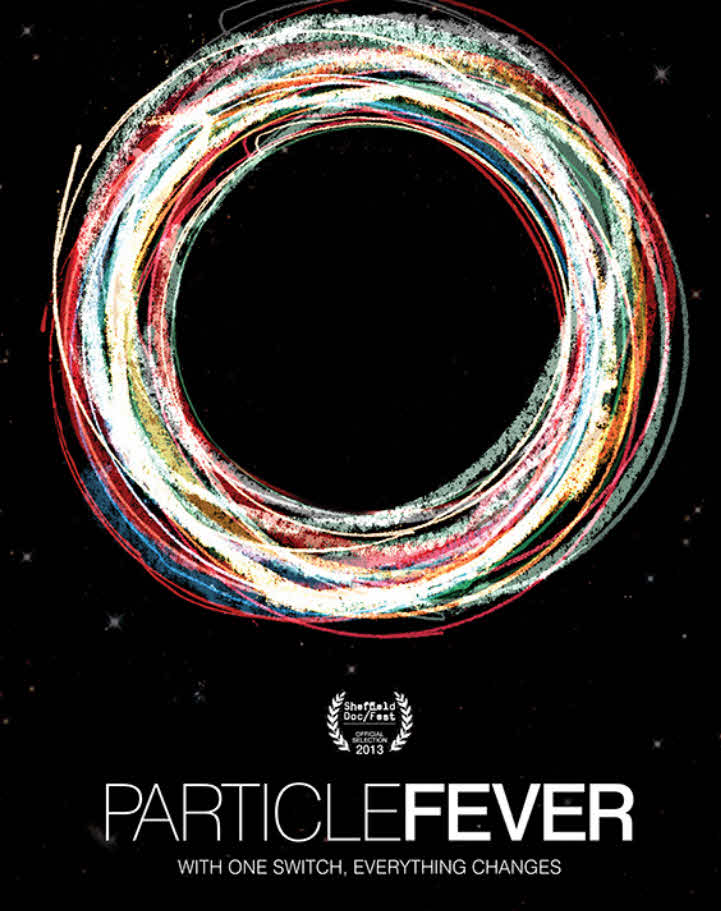 Sheffield
Doc/Fest
OFFICIAL
SELECTION
2013
PARTICLEFEVER
WITH ONE SWITCH, EVERYTHING CHANGES